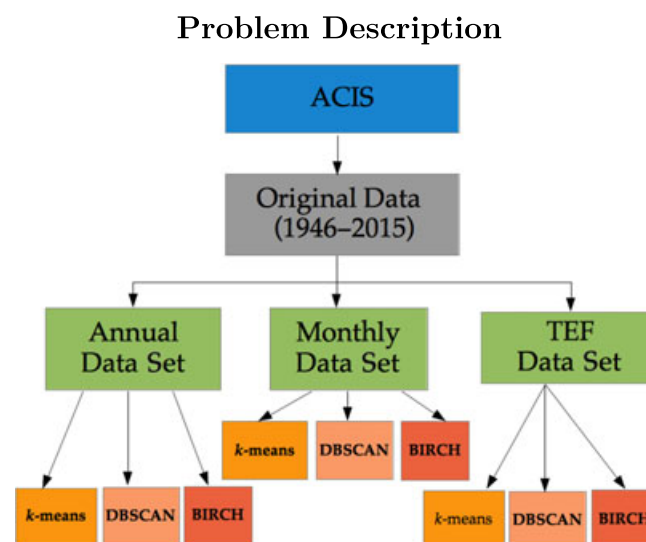 Problem Description
ACIS
Original Data
(1946–2015)
Annual
Data Set
Monthly
Data Set
TEF
Data Set
k-means
DBSCAN
BIRCH
k-means
DBSCAN
BIRCH
k-means
DBSCAN
BIRCH